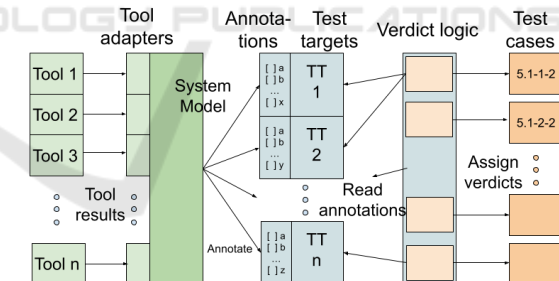 Tool
adapters
Annota-
tions
Test
targets
Verdict logic
Test
cases
Tool 1
Tool 2
Tool 3
Tool
results
Tool n
System
Model
Annotate
[ ] a
[ ] b
...
[ ] x
TT
1
[ ] a
[ ] b
...
[ ] y
TT
2
[ ] a
[ ] b
...
[ ] z
TT
n
Read
annotations
5.1-1-2
5.1-2-2
Assign
verdicts